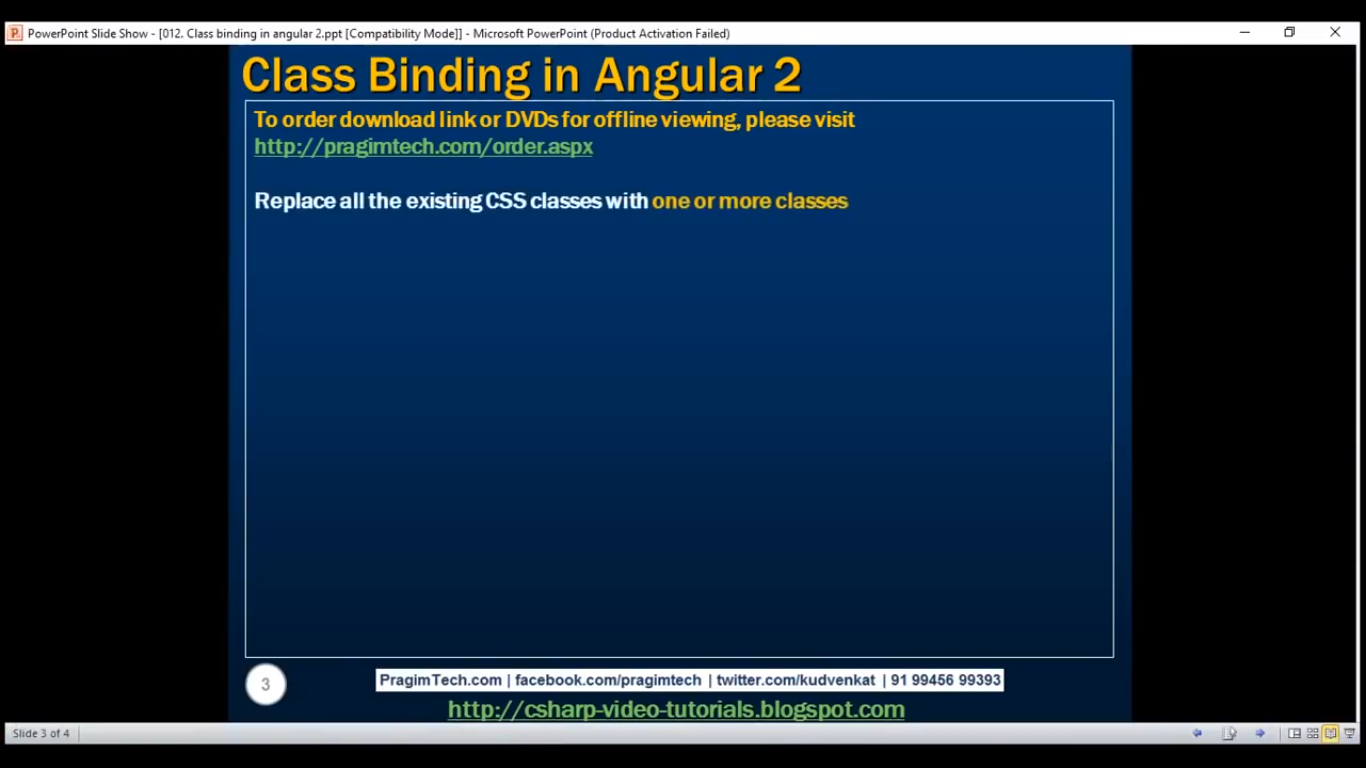 PowerPoint Slide Show - [012. Class binding in angular 2.ppt [Compatibility Mode]] - Microsoft PowerPoint (Product Activation Failed)
Class Binding in Angular 2
To order download link or DVDs for offline viewing, please visit
http://pragimtech.com/order.aspx
Replace all the existing CSS classes with one or more classes
3
PragimTech.com | facebook.com/pragimtech | twitter.com/kudvenkat | 91 99456 99393
http://csharp-video-tutorials.blogspot.com
Slide 3 of 4